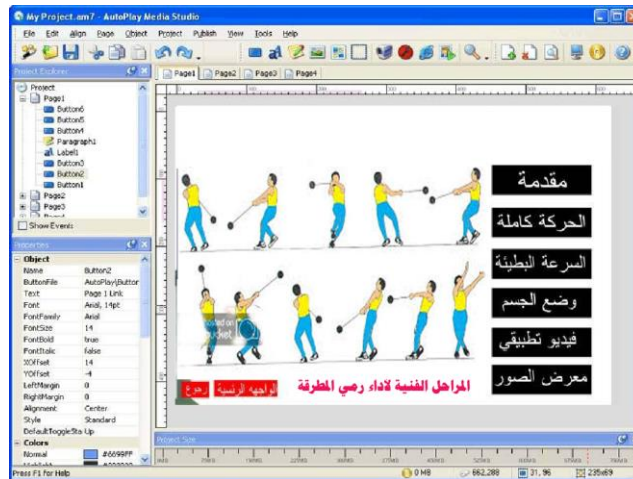 My Project.am7 - AutoPlay Media Studio
File Edit Align Page Object Project Publish View Tools Help
Project Explorer
Project
Page1
Button6
Button5
Button4
Paragraph1
Label1
Button3
Button2
Button1
Page2
Page3
Show Events
Properties
Object
Name Button2
ButtonFile AutoPlay\Button
Text Page 1 Link
Font Arial, 14pt
FontFamily Arial
FontSize 14
FontBold true
FontItalic false
XOffset 14
YOffset -4
LeftMargin 0
RightMargin 0
Alignment Center
Style Standard
DefaultToggleSta Up
Colors
Normal #6699FF
Press F1 for Help
Page1 Page2 Page3 Page4
مقدمة
الحركة كاملة
السرعة البطيئة
وضع الجسم
فيديو تطبيقي
معرض الصور
المراحل الفنية لاداء رمي المطرقة
الواجهه الرئسية
رجوع
hosted on
Project Size
0 MB 662,288 31, 96 235x69